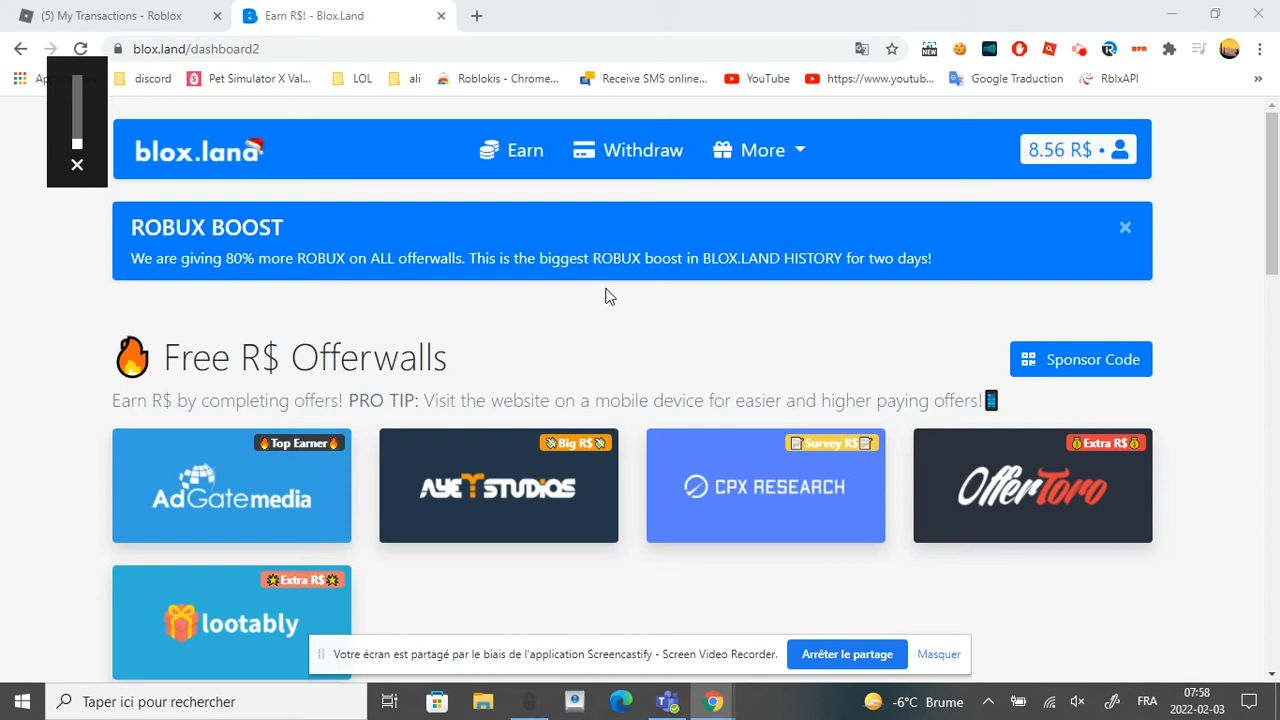 (5) My Transactions - Roblox
Earn R$! - Blox.Land
blox.land/dashboard2
discord
Pet Simulator X Val...
LOL
ali
Roblokis - Chrome...
Receive SMS online...
YouTube
https://www.youtub...
Google Traduction
RblxAPI
blox.land
Earn
Withdraw
More
8.56 R$ •
ROBUX BOOST
We are giving 80% more ROBUX on ALL offerwalls. This is the biggest ROBUX boost in BLOX.LAND HISTORY for two days!
Free R$ Offerwalls
Sponsor Code
Earn R$ by completing offers! PRO TIP: Visit the website on a mobile device for easier and higher paying offers!
Top Earner
Big R$
Survey R$
Extra R$
AdGatemedia
AYET STUDIOS
CPX RESEARCH
OfferToro
Extra R$
lootably
Votre écran est partagé par le biais de l'application Screencastify - Screen Video Recorder.
Arrêter le partage
Masquer
Taper ici pour rechercher
-6°C Brume
FRA
07:58
2022-02-03